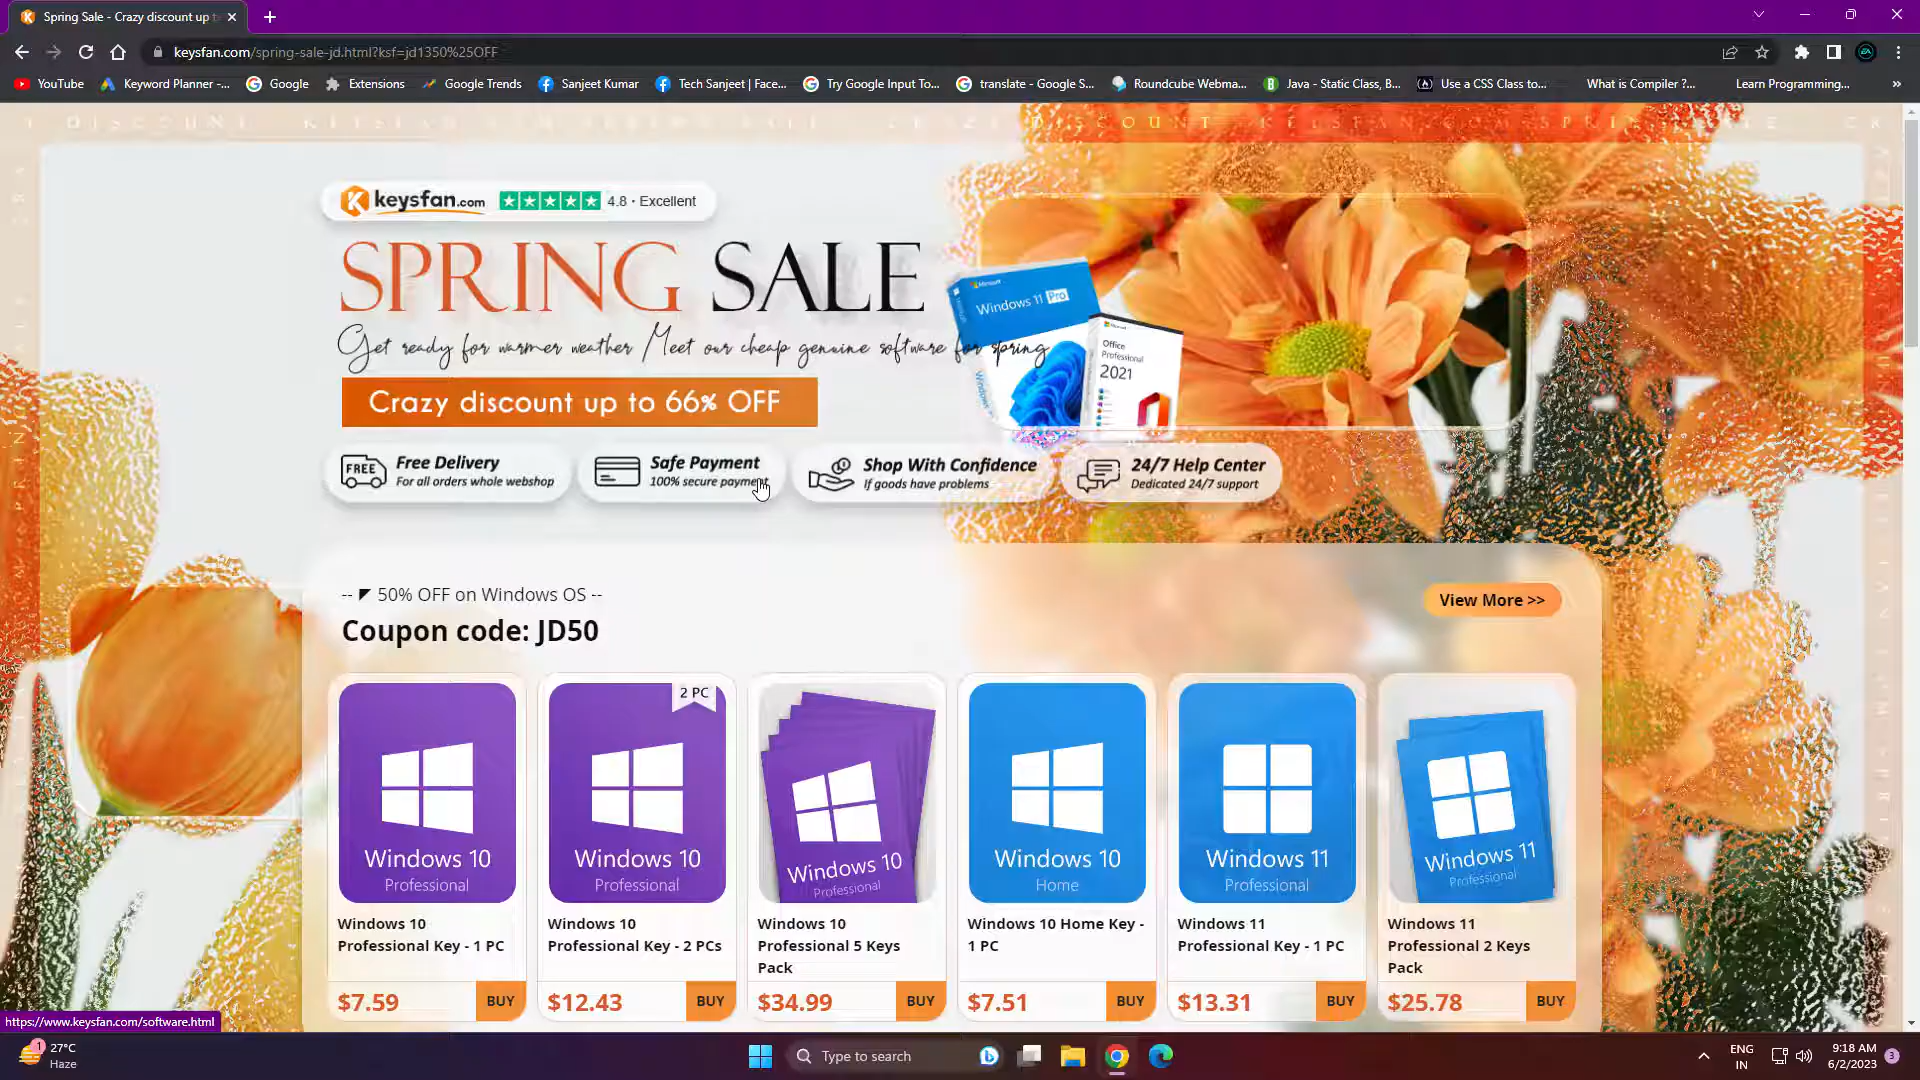 Spring Sale - Crazy discount up t
keysfan.com/spring-sale-jd.html?ksf=jd1350%25OFF
YouTube
Keyword Planner -...
Google
Extensions
Google Trends
Sanjeet Kumar
Tech Sanjeet | Face...
Try Google Input To...
translate - Google S...
Roundcube Webma...
Java - Static Class, B...
Use a CSS Class to...
What is Compiler ?...
Learn Programming...
»
keysfan.com 4.8 · Excellent
SPRING SALE
Get ready for warmer weather / Meet our cheap genuine software for spring
Crazy discount up to 66% OFF
Microsoft
Windows 11 Pro
Microsoft
Office
Professional
2021
FREE
Free Delivery
For all orders whole webshop
Safe Payment
100% secure payment
Shop With Confidence
If goods have problems
24/7 Help Center
Dedicated 24/7 support
-- 50% OFF on Windows OS --
Coupon code: JD50
View More >>
Windows 10
Professional
2 PC
Windows 10
Professional
Windows 10
Professional
Windows 10
Home
Windows 11
Professional
Windows 11
Professional
Windows 10
Professional Key - 1 PC
Windows 10
Professional Key - 2 PCs
Windows 10
Professional 5 Keys
Pack
Windows 10 Home Key -
1 PC
Windows 11
Professional Key - 1 PC
Windows 11
Professional 2 Keys
Pack
$7.59 BUY
$12.43 BUY
$34.99 BUY
$7.51 BUY
$13.31 BUY
$25.78 BUY
https://www.keysfan.com/software.html
1
27°C
Haze
Type to search
ENG
IN
9:18 AM
6/2/2023
3